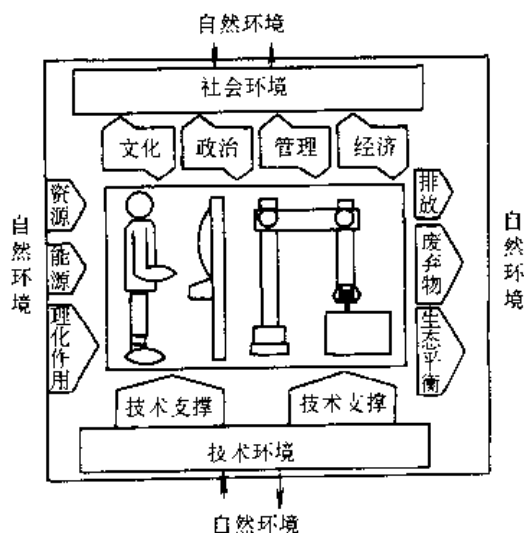 自然环境
社会环境
文化
政治
管理
经济
资源
能源
理化作用
自然环境
排放
废弃物
生态平衡
自然环境
技术支撑
技术支撑
技术环境
自然环境